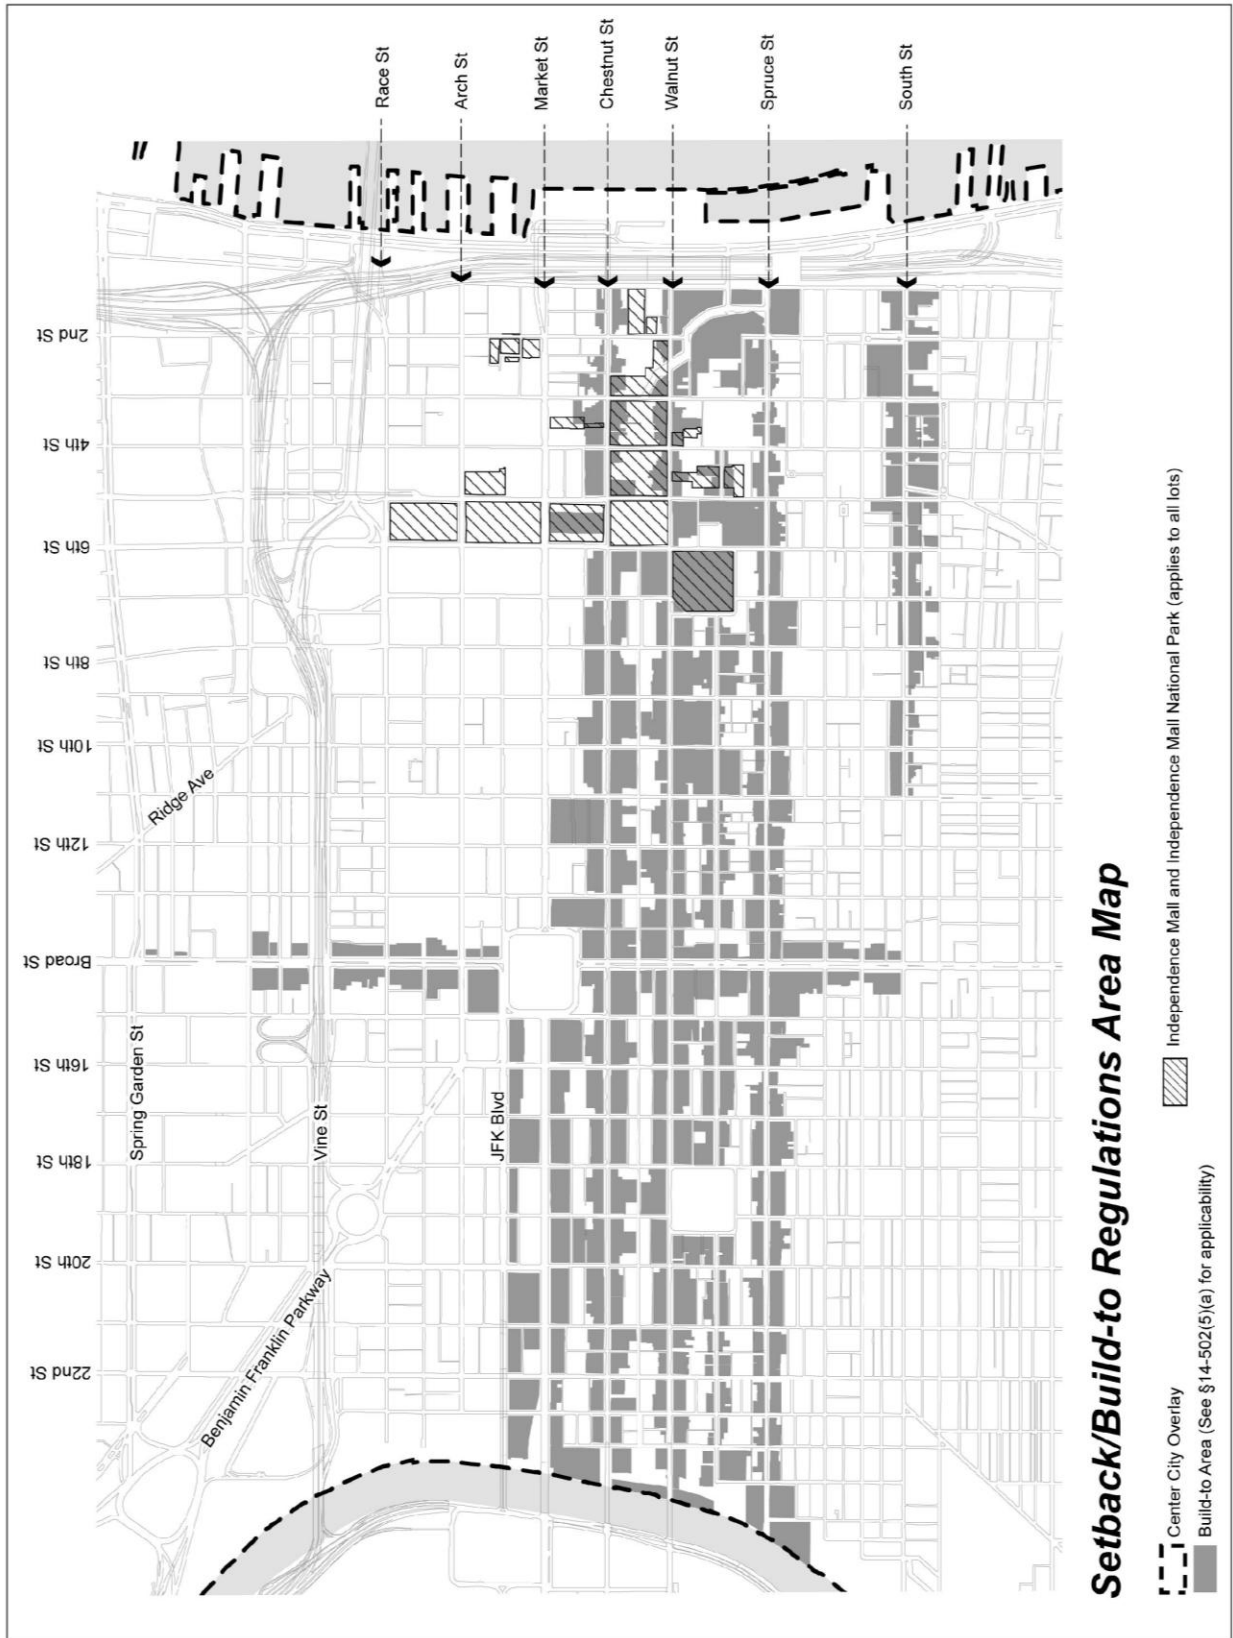 Race St
Arch St
Market St
Chestnut St
Walnut St
Spruce St
South St
2nd St
4th St
6th St
8th St
10th St
12th St
Broad St
16th St
18th St
20th St
22nd St
Ridge Ave
Spring Garden St
Vine St
JFK Blvd
Benjamin Franklin Parkway
Setback/Build-to Regulations Area Map
Center City Overlay
Build-to Area (See §14-502(5)(a) for applicability)
Independence Mall and Independence Mall National Park (applies to all lots)